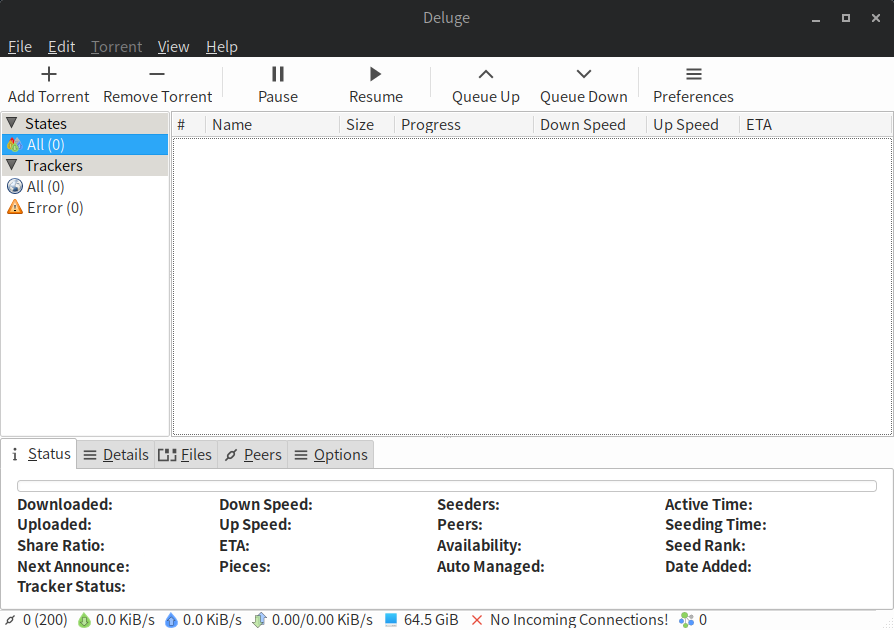 Deluge
File Edit Torrent View Help
Add Torrent Remove Torrent Pause Resume Queue Up Queue Down Preferences
States
All (0)
Trackers
All (0)
Error (0)
# Name Size Progress Down Speed Up Speed ETA
Status Details Files Peers Options
Downloaded: Down Speed: Seeders: Active Time:
Uploaded: Up Speed: Peers: Seeding Time:
Share Ratio: ETA: Availability: Seed Rank:
Next Announce: Pieces: Auto Managed: Date Added:
Tracker Status:
0 (200) 0.0 KiB/s 0.0 KiB/s 0.00/0.00 KiB/s 64.5 GiB No Incoming Connections! 0